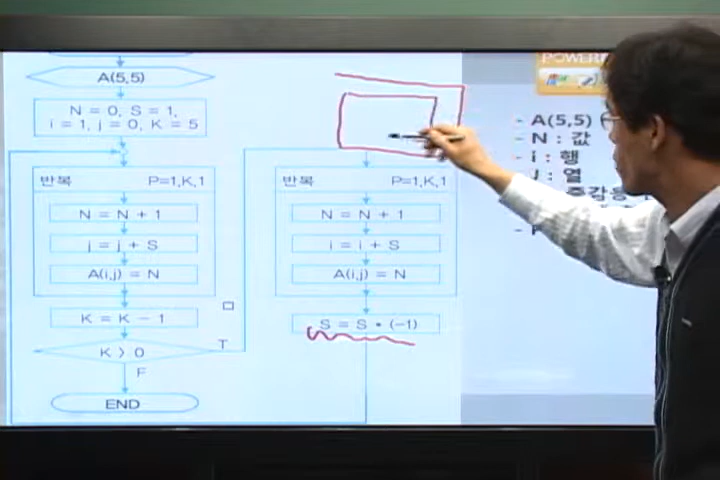 A(5,5)
N = 0, S = 1,
i = 1, j = 0, K = 5
반복 P=1,K,1
N = N + 1
j = j + S
A(i,j) = N
K = K − 1
K > 0
T
F
END
반복 P=1,K,1
N = N + 1
i = i + S
A(i,j) = N
S = S • (-1)
- A(5,5)
- N : 값
- i : 행
J : 열